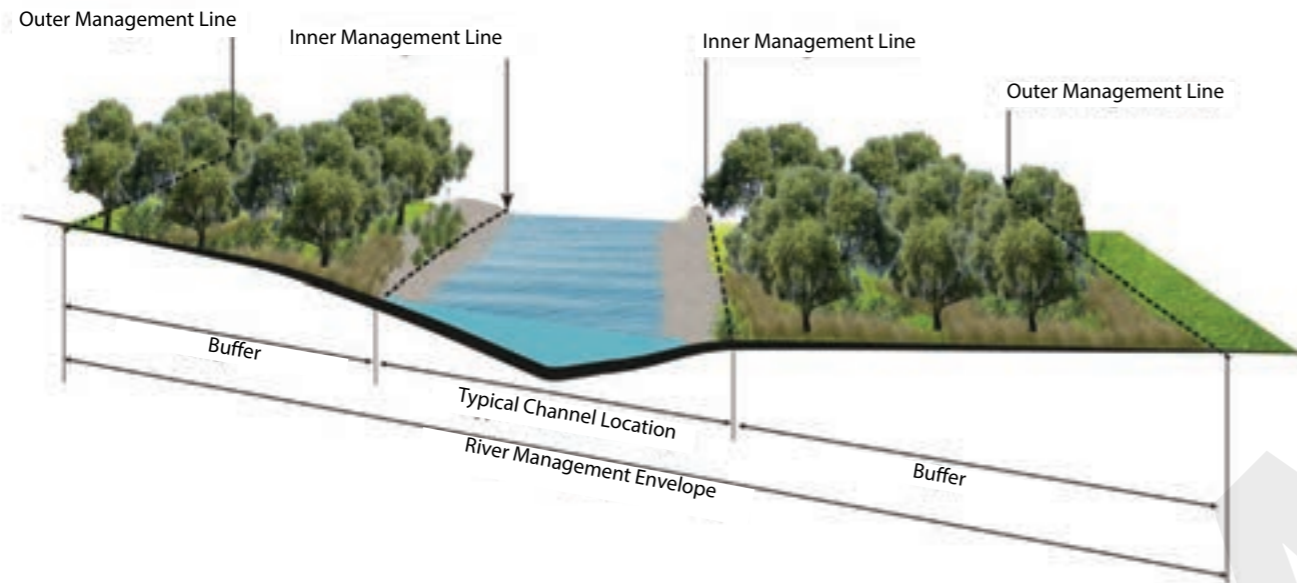 Outer Management Line
Inner Management Line
Inner Management Line
Outer Management Line
Buffer
Typical Channel Location
River Management Envelope
Buffer